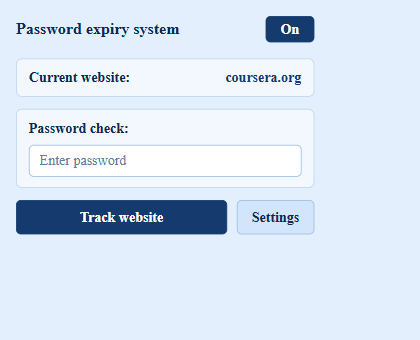 Password expiry system On
Current website: coursera.org
Password check:
Enter password
Track website Settings